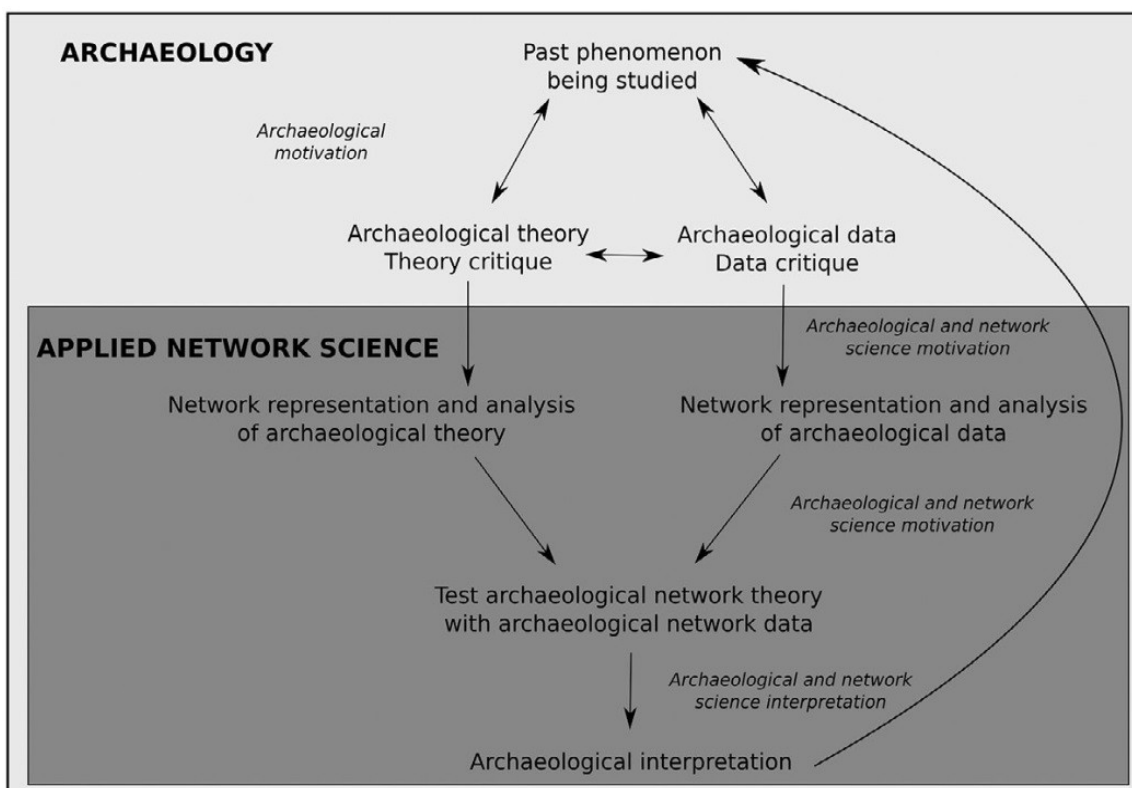 ARCHAEOLOGY
Past phenomenon
being studied
Archaeological
motivation
Archaeological theory
Theory critique
Archaeological data
Data critique
APPLIED NETWORK SCIENCE
Archaeological and network
science motivation
Network representation and analysis
of archaeological theory
Network representation and analysis
of archaeological data
Archaeological and network
science motivation
Test archaeological network theory
with archaeological network data
Archaeological and network
science interpretation
Archaeological interpretation